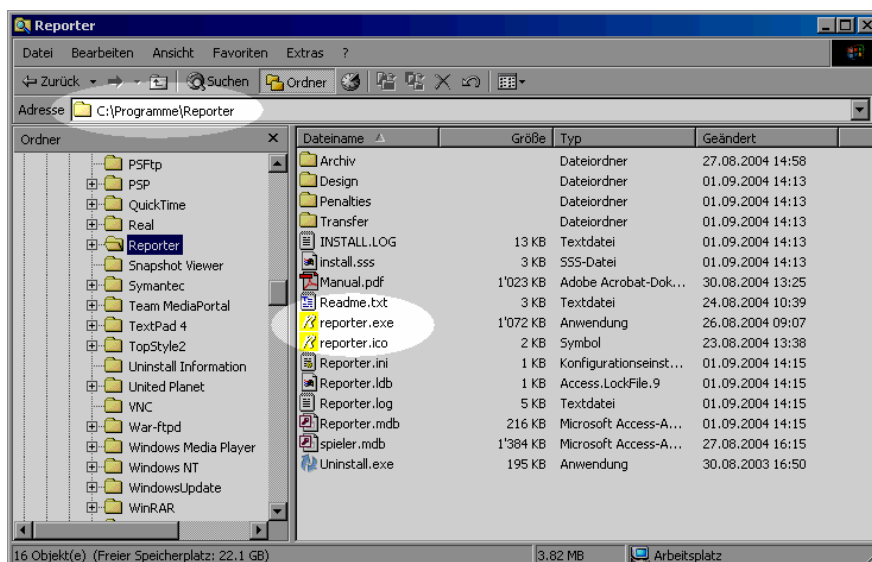 Reporter
Datei Bearbeiten Ansicht Favoriten Extras ?
Zurück Suchen Ordner
Adresse C:\Programme\Reporter
Ordner
PSFtp
PSP
QuickTime
Real
Reporter
Snapshot Viewer
Symantec
Team MediaPortal
TextPad 4
TopStyle2
Uninstall Information
United Planet
VNC
War-ftpd
Windows Media Player
Windows NT
WindowsUpdate
WinRAR
Dateiname Größe Typ Geändert
Archiv Dateiordner 27.08.2004 14:58
Design Dateiordner 01.09.2004 14:13
Penalties Dateiordner 01.09.2004 14:13
Transfer Dateiordner 01.09.2004 14:13
INSTALL.LOG 13 KB Textdatei 01.09.2004 14:13
install.sss 3 KB SSS-Datei 01.09.2004 14:13
Manual.pdf 1'023 KB Adobe Acrobat-Dok... 30.08.2004 13:25
Readme.txt 3 KB Textdatei 24.08.2004 10:39
reporter.exe 1'072 KB Anwendung 26.08.2004 09:07
reporter.ico 2 KB Symbol 23.08.2004 13:38
Reporter.ini 1 KB Konfigurationseinst... 01.09.2004 14:15
Reporter.ldb 1 KB Access.LockFile.9 01.09.2004 14:15
Reporter.log 5 KB Textdatei 01.09.2004 14:15
Reporter.mdb 216 KB Microsoft Access-A... 01.09.2004 14:15
spieler.mdb 1'384 KB Microsoft Access-A... 27.08.2004 16:15
Uninstall.exe 195 KB Anwendung 30.08.2003 16:50
16 Objekt(e) (Freier Speicherplatz: 22.1 GB) 3.82 MB Arbeitsplatz